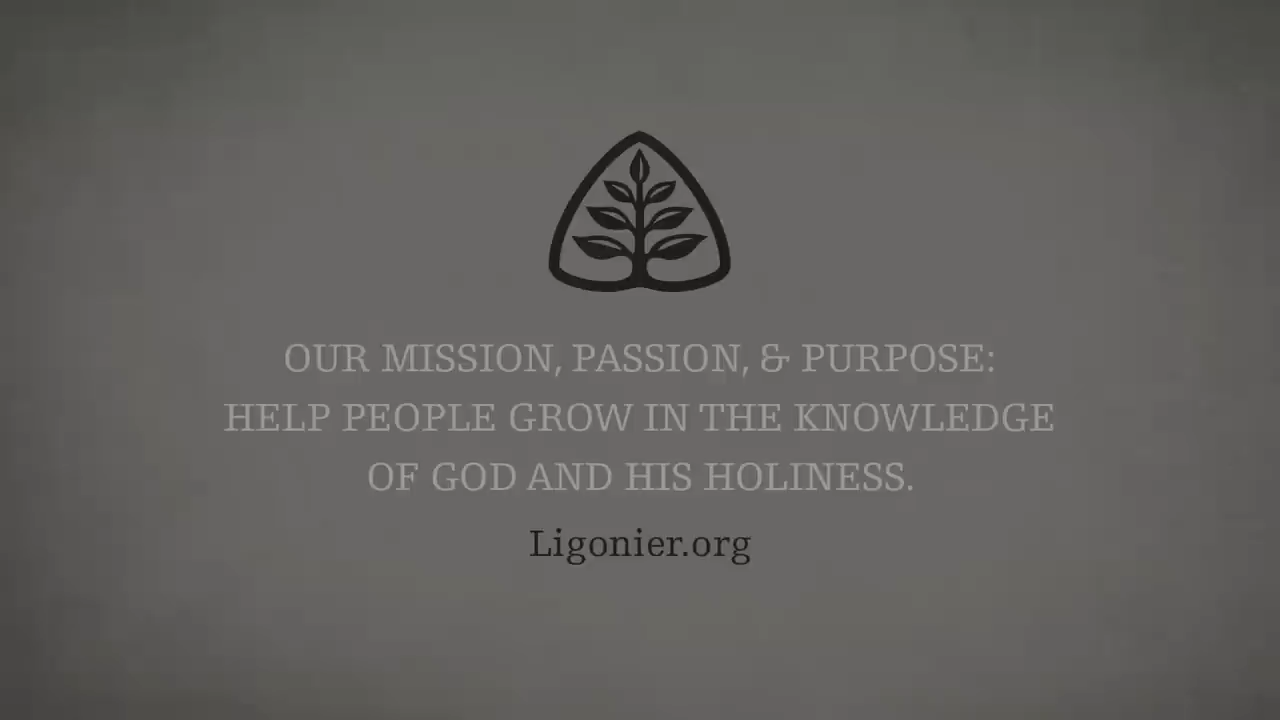 OUR MISSION, PASSION, & PURPOSE:
HELP PEOPLE GROW IN THE KNOWLEDGE
OF GOD AND HIS HOLINESS.
Ligonier.org